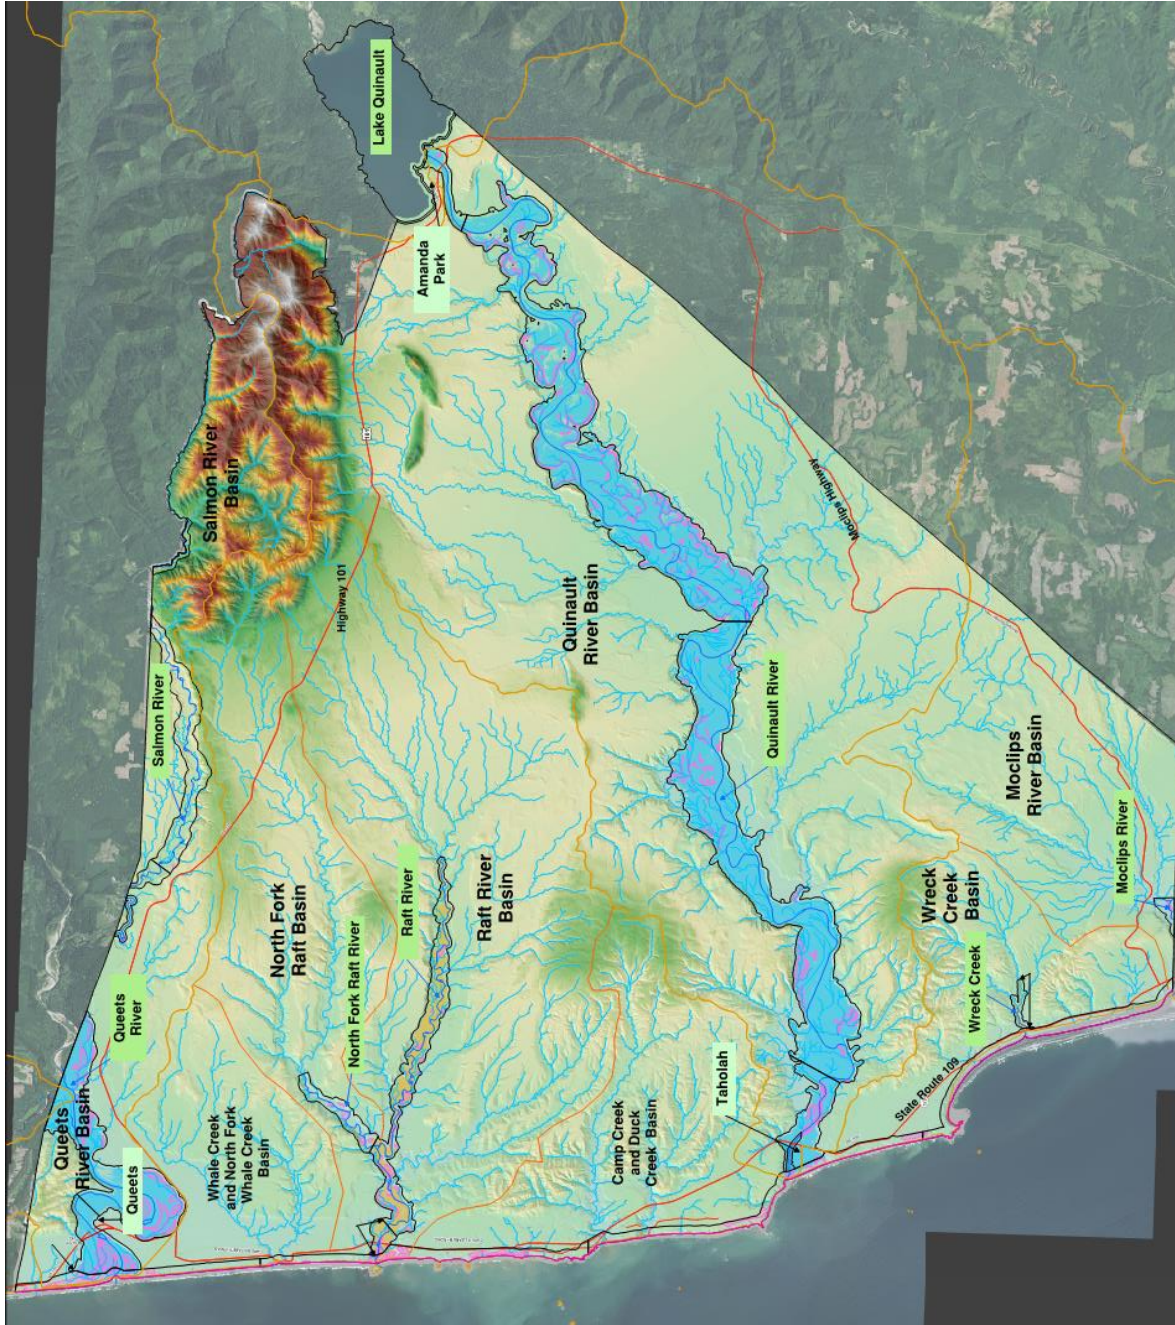 Queets
River Basin
Queets
Queets
River
Salmon River
Whale Creek
and North Fork
Whale Creek
Basin
Salmon River
Basin
North Fork
Raft Basin
Highway 101
North Fork Raft River
Lake Quinault
Raft River
Amanda
Park
Raft River
Basin
Quinault
River Basin
Camp Creek
and Duck
Creek Basin
Taholah
Quinault River
Moclips Highway
State Route 109
Wreck
Creek
Basin
Wreck Creek
Moclips
River Basin
Moclips River